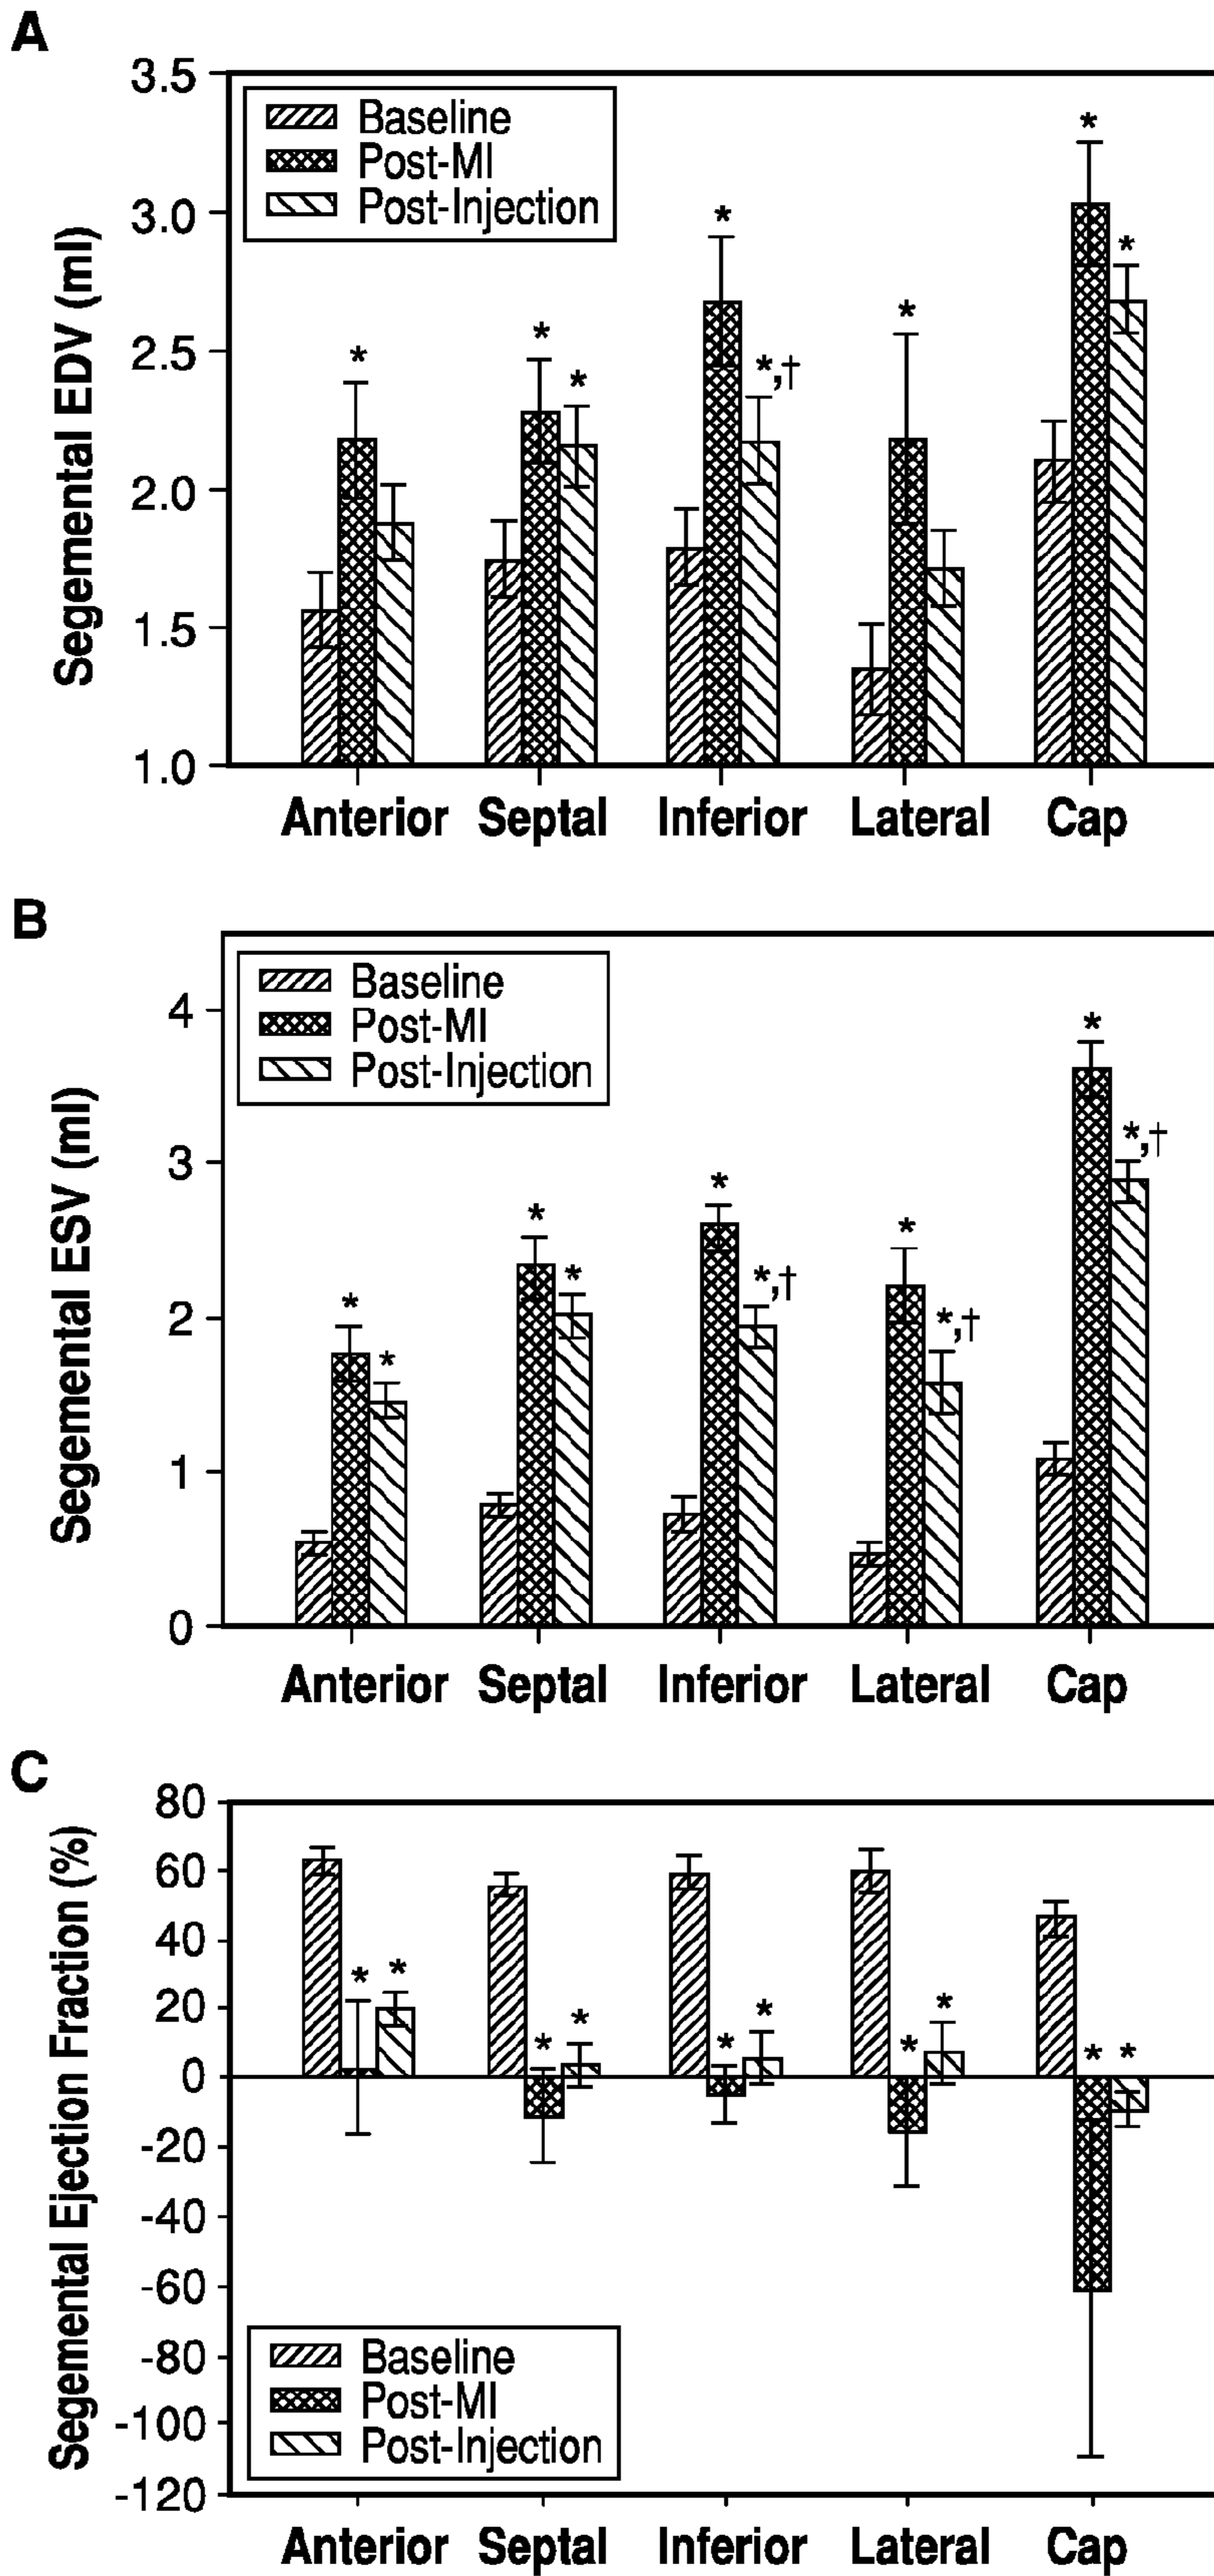 A
Segemental EDV (ml)
3.5
3.0
2.5
2.0
1.5
1.0
Baseline
Post-MI
Post-Injection
*
*
*
*
*,†
*
*
*
Anterior Septal Inferior Lateral Cap
B
Segemental ESV (ml)
4
3
2
1
0
Baseline
Post-MI
Post-Injection
*
*
*
*
*
*,†
*
*,†
*
*,†
Anterior Septal Inferior Lateral Cap
C
Segemental Ejection Fraction (%)
80
60
40
20
0
-20
-40
-60
-80
-100
-120
* *
* *
* *
* *
* *
Baseline
Post-MI
Post-Injection
Anterior Septal Inferior Lateral Cap